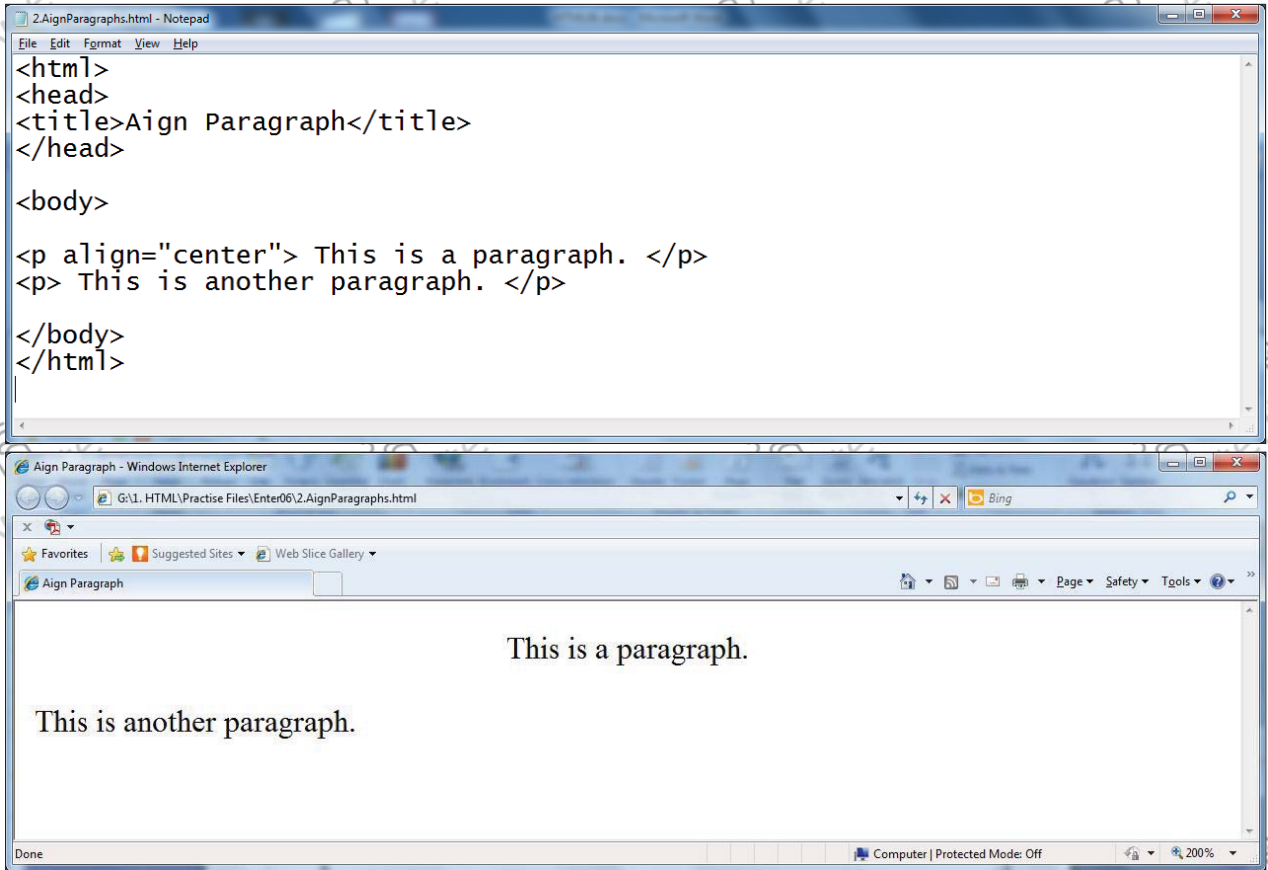 2.AignParagraphs.html - Notepad
File Edit Format View Help
<html>
<head>
<title>Aign Paragraph</title>
</head>
<body>
<p align="center"> This is a paragraph. </p>
<p> This is another paragraph. </p>
</body>
</html>
Aign Paragraph - Windows Internet Explorer
G:\1. HTML\Practise Files\Enter06\2.AignParagraphs.html Bing
x
Favorites Suggested Sites Web Slice Gallery
Aign Paragraph Page Safety Tools
This is a paragraph.
This is another paragraph.
Done Computer | Protected Mode: Off 200%